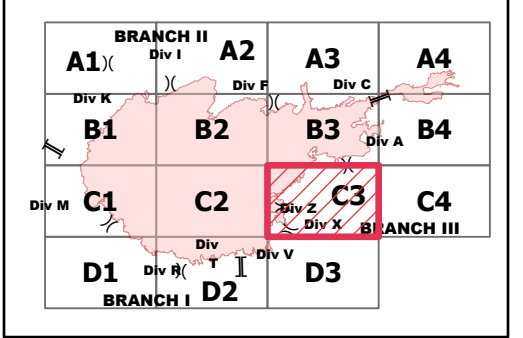 BRANCH II
A1
Div I
A2
A3
A4
Div K
Div F
Div C
B1
B2
B3
Div A
B4
Div M
C1
C2
Div Z
C3
C4
Div X
BRANCH III
D1
Div R
Div
T
Div V
D3
BRANCH I
D2